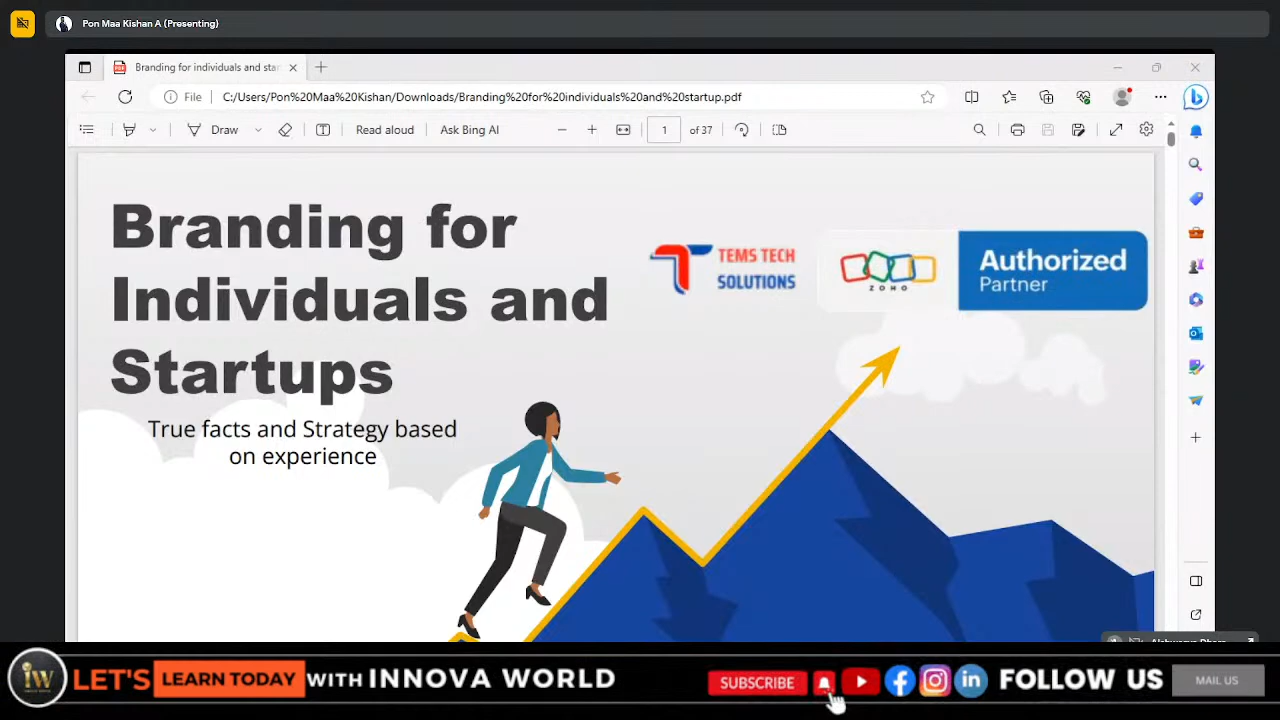 Pon Maa Kishan A (Presenting)
Branding for individuals and star
File C:/Users/Pon%20Maa%20Kishan/Downloads/Branding%20for%20individuals%20and%20startup.pdf
Draw Read aloud Ask Bing AI 1 of 37
Branding for
Individuals and
Startups
True facts and Strategy based
on experience
TEMS TECH
SOLUTIONS
ZOHO
Authorized
Partner
iW
LET'S LEARN TODAY WITH INNOVA WORLD
SUBSCRIBE
FOLLOW US
MAIL US